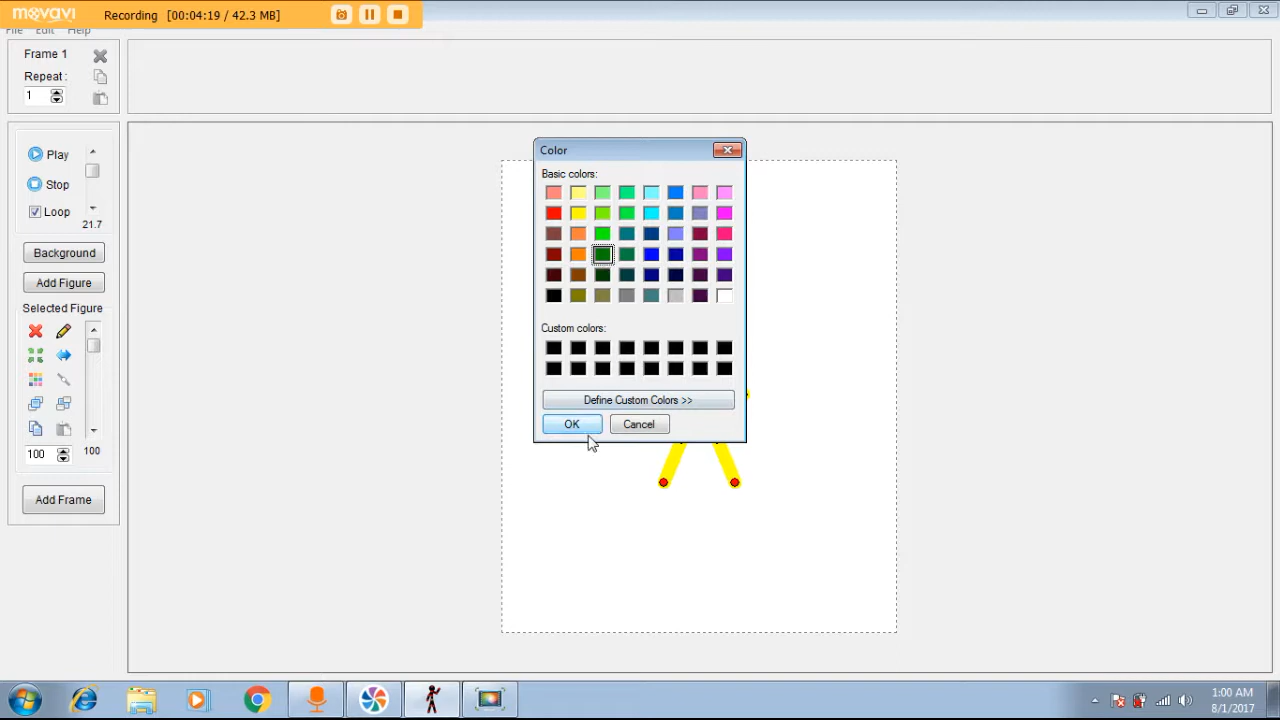 movavi
Recording [00:04:19 / 42.3 MB]
File Edit Help
Frame 1
Repeat:
1
Play
Stop
Loop
21.7
Background
Add Figure
Selected Figure
100
100
Add Frame
Color
Basic colors:
Custom colors:
Define Custom Colors >>
OK Cancel
1:00 AM
8/1/2017